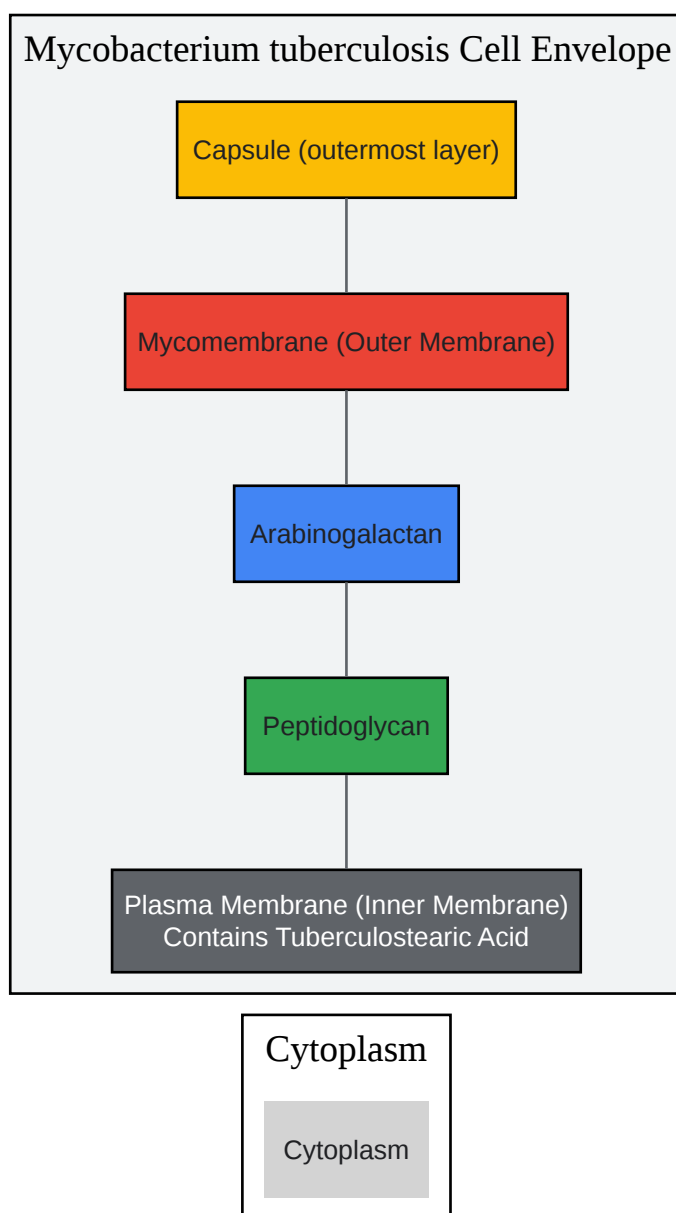 Mycobacterium tuberculosis Cell Envelope
Capsule (outermost layer)
Mycomembrane (Outer Membrane)
Arabinogalactan
Peptidoglycan
Plasma Membrane (Inner Membrane)
Contains Tuberculostearic Acid
Cytoplasm
Cytoplasm